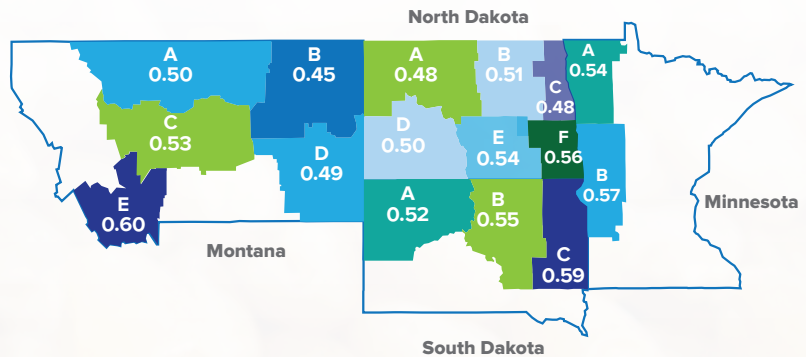 North Dakota
A
0.50
B
0.45
A
0.48
B
0.51
C
0.48
A
0.54
C
0.53
D
0.49
D
0.50
E
0.54
F
0.56
B
0.57
E
0.60
A
0.52
B
0.55
C
0.59
Minnesota
Montana
South Dakota